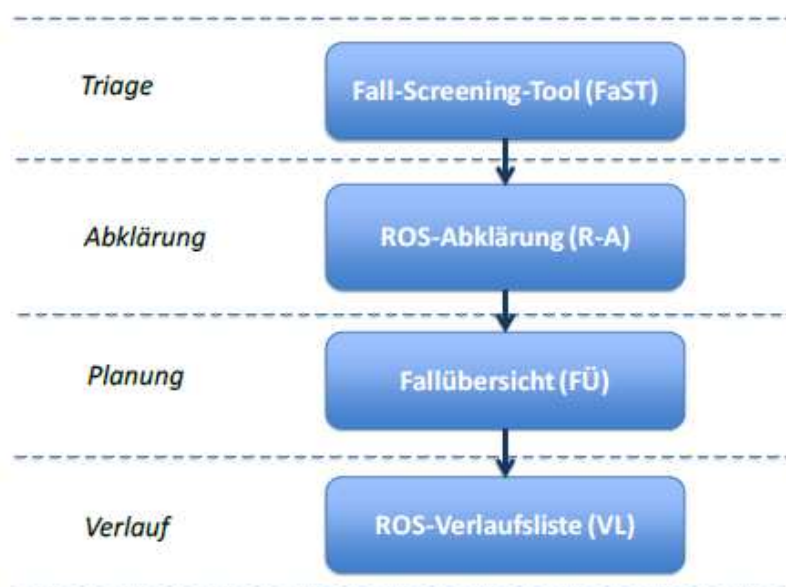 Triage
Fall-Screening-Tool (FaST)
Abklärung
ROS-Abklärung (R-A)
Planung
Fallübersicht (FÜ)
Verlauf
ROS-Verlaufsliste (VL)